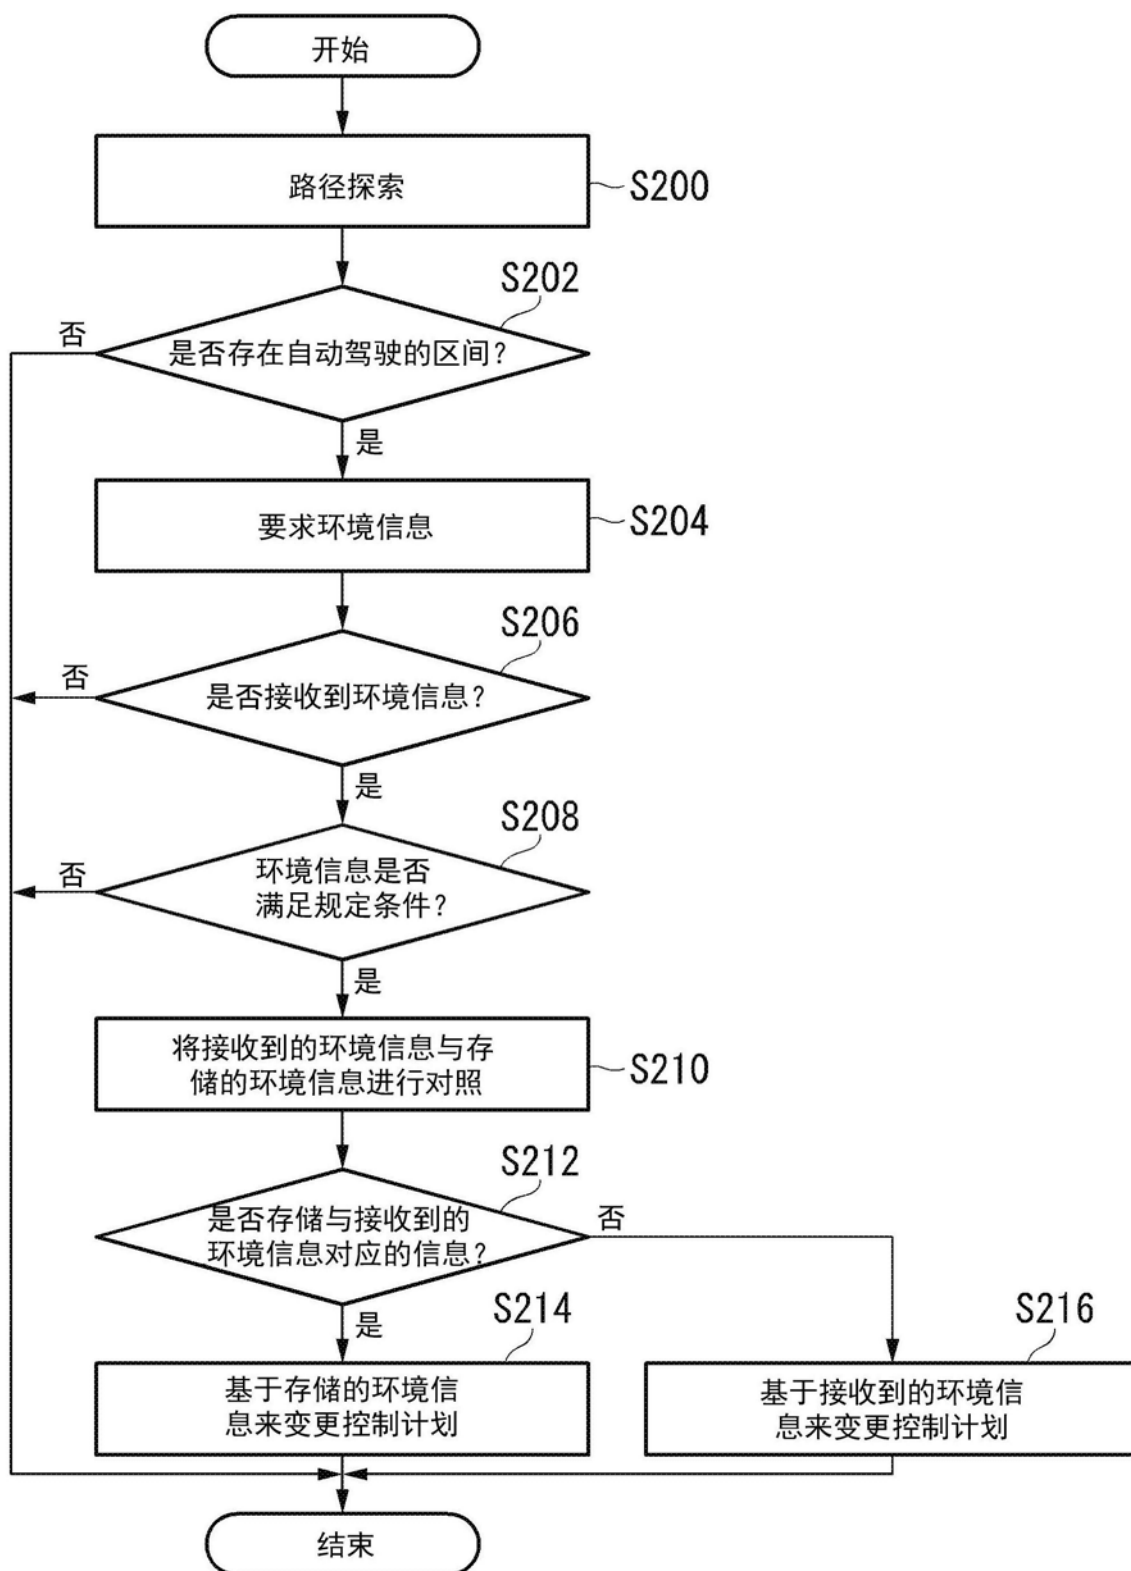 开始
路径探索
S200
S202
否
是否存在自动驾驶的区间?
是
要求环境信息
S204
S206
否
是否接收到环境信息?
是
S208
否
环境信息是否
满足规定条件?
是
将接收到的环境信息与存
储的环境信息进行对照
S210
S212
是否存储与接收到的
环境信息对应的信息?
否
是
S214
S216
基于存储的环境信
息来变更控制计划
基于接收到的环境信
息来变更控制计划
结束